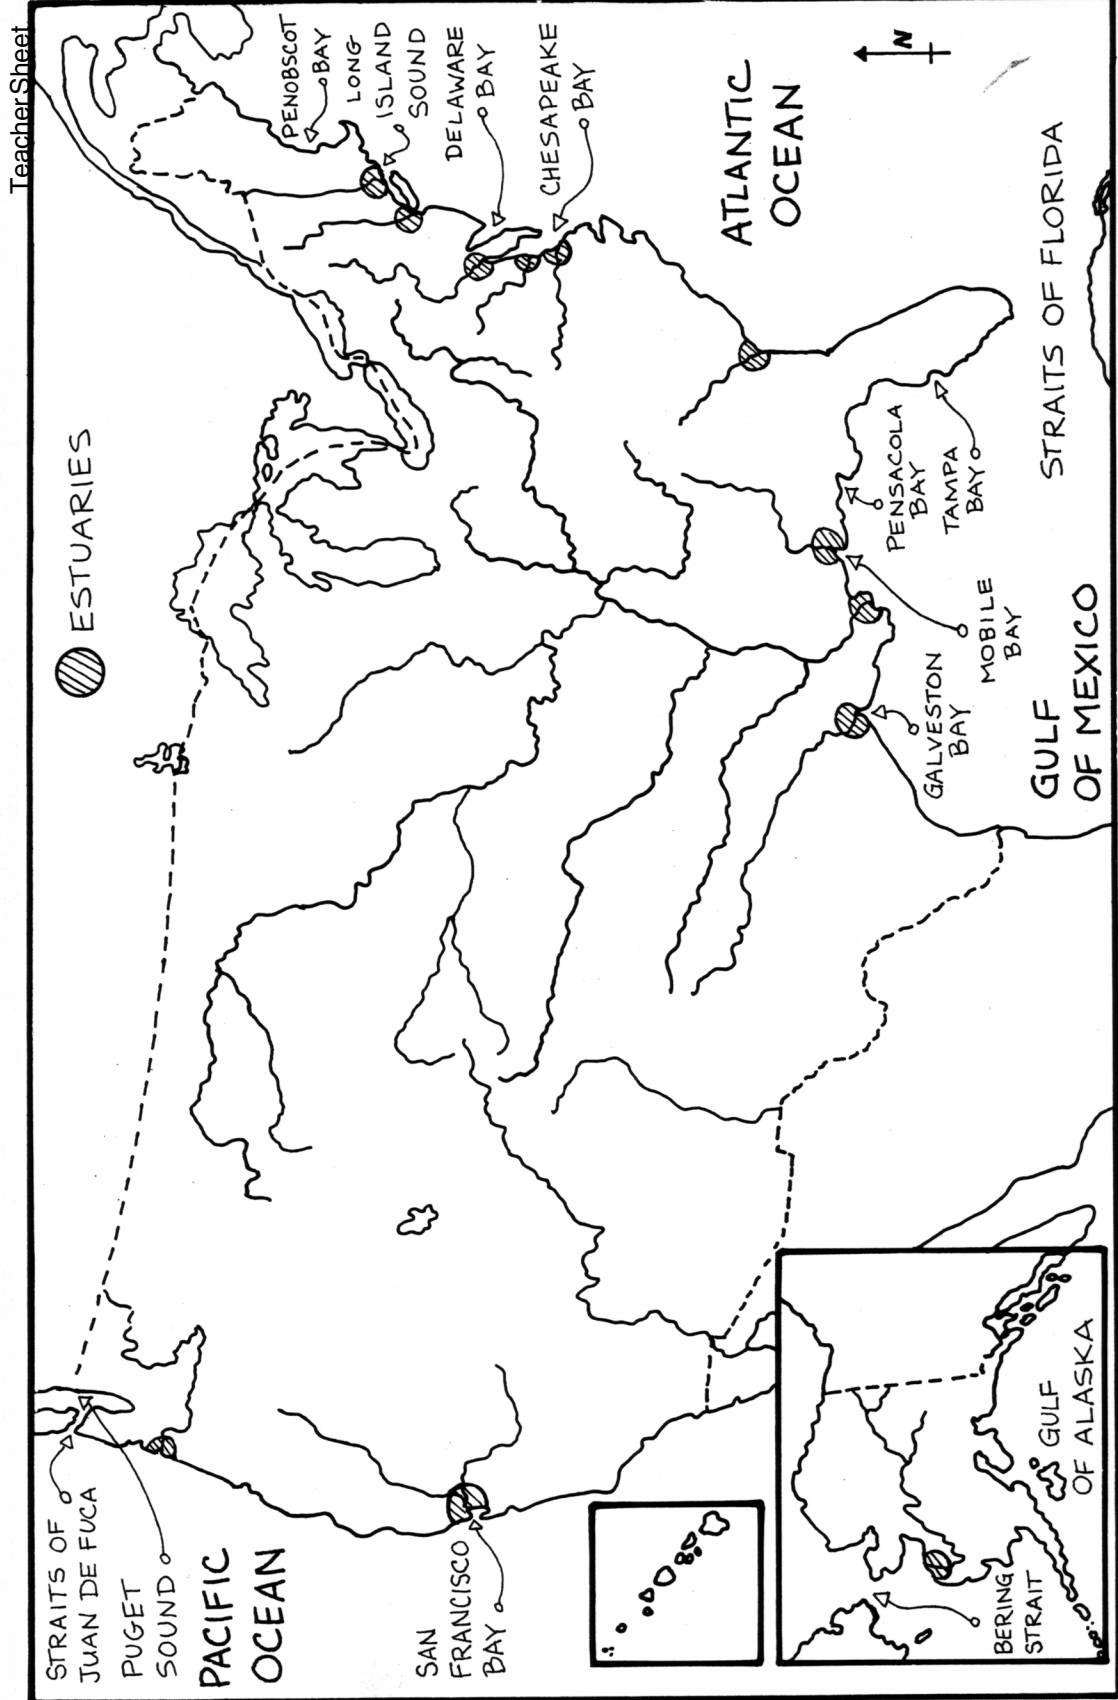 Teacher Sheet
ESTUARIES
STRAITS OF
JUAN DE FUCA
PUGET
SOUND
PACIFIC
OCEAN
SAN
FRANCISCO
BAY
PENOBSCOT
BAY
LONG
ISLAND
SOUND
DELAWARE
BAY
CHESAPEAKE
BAY
ATLANTIC
OCEAN
N
STRAITS OF FLORIDA
PENSACOLA
BAY
TAMPA
BAY
MOBILE
BAY
GALVESTON
BAY
GULF
OF MEXICO
BERING
STRAIT
GULF
OF ALASKA